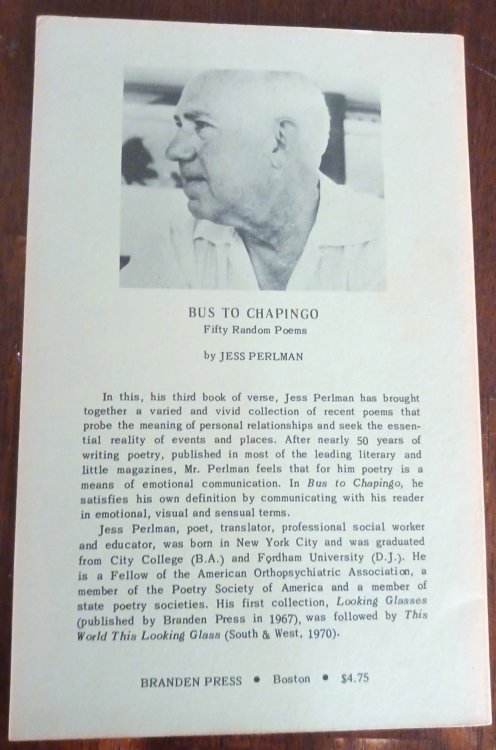 BUS TO CHAPINGO
Fifty Random Poems
by JESS PERLMAN
In this, his third book of verse, Jess Perlman has brought
together a varied and vivid collection of recent poems that
probe the meaning of personal relationships and seek the essen-
tial reality of events and places. After nearly 50 years of
writing poetry, published in most of the leading literary and
little magazines, Mr. Perlman feels that for him poetry is a
means of emotional communication. In Bus to Chapingo, he
satisfies his own definition by communicating with his reader
in emotional, visual and sensual terms.
Jess Perlman, poet, translator, professional social worker
and educator, was born in New York City and was graduated
from City College (B.A.) and Fordham University (D.J.). He
is a Fellow of the American Orthopsychiatric Association, a
member of the Poetry Society of America and a member of
state poetry societies. His first collection, Looking Glasses
(published by Branden Press in 1967), was followed by This
World This Looking Glass (South & West, 1970).
BRANDEN PRESS • Boston • $4.75